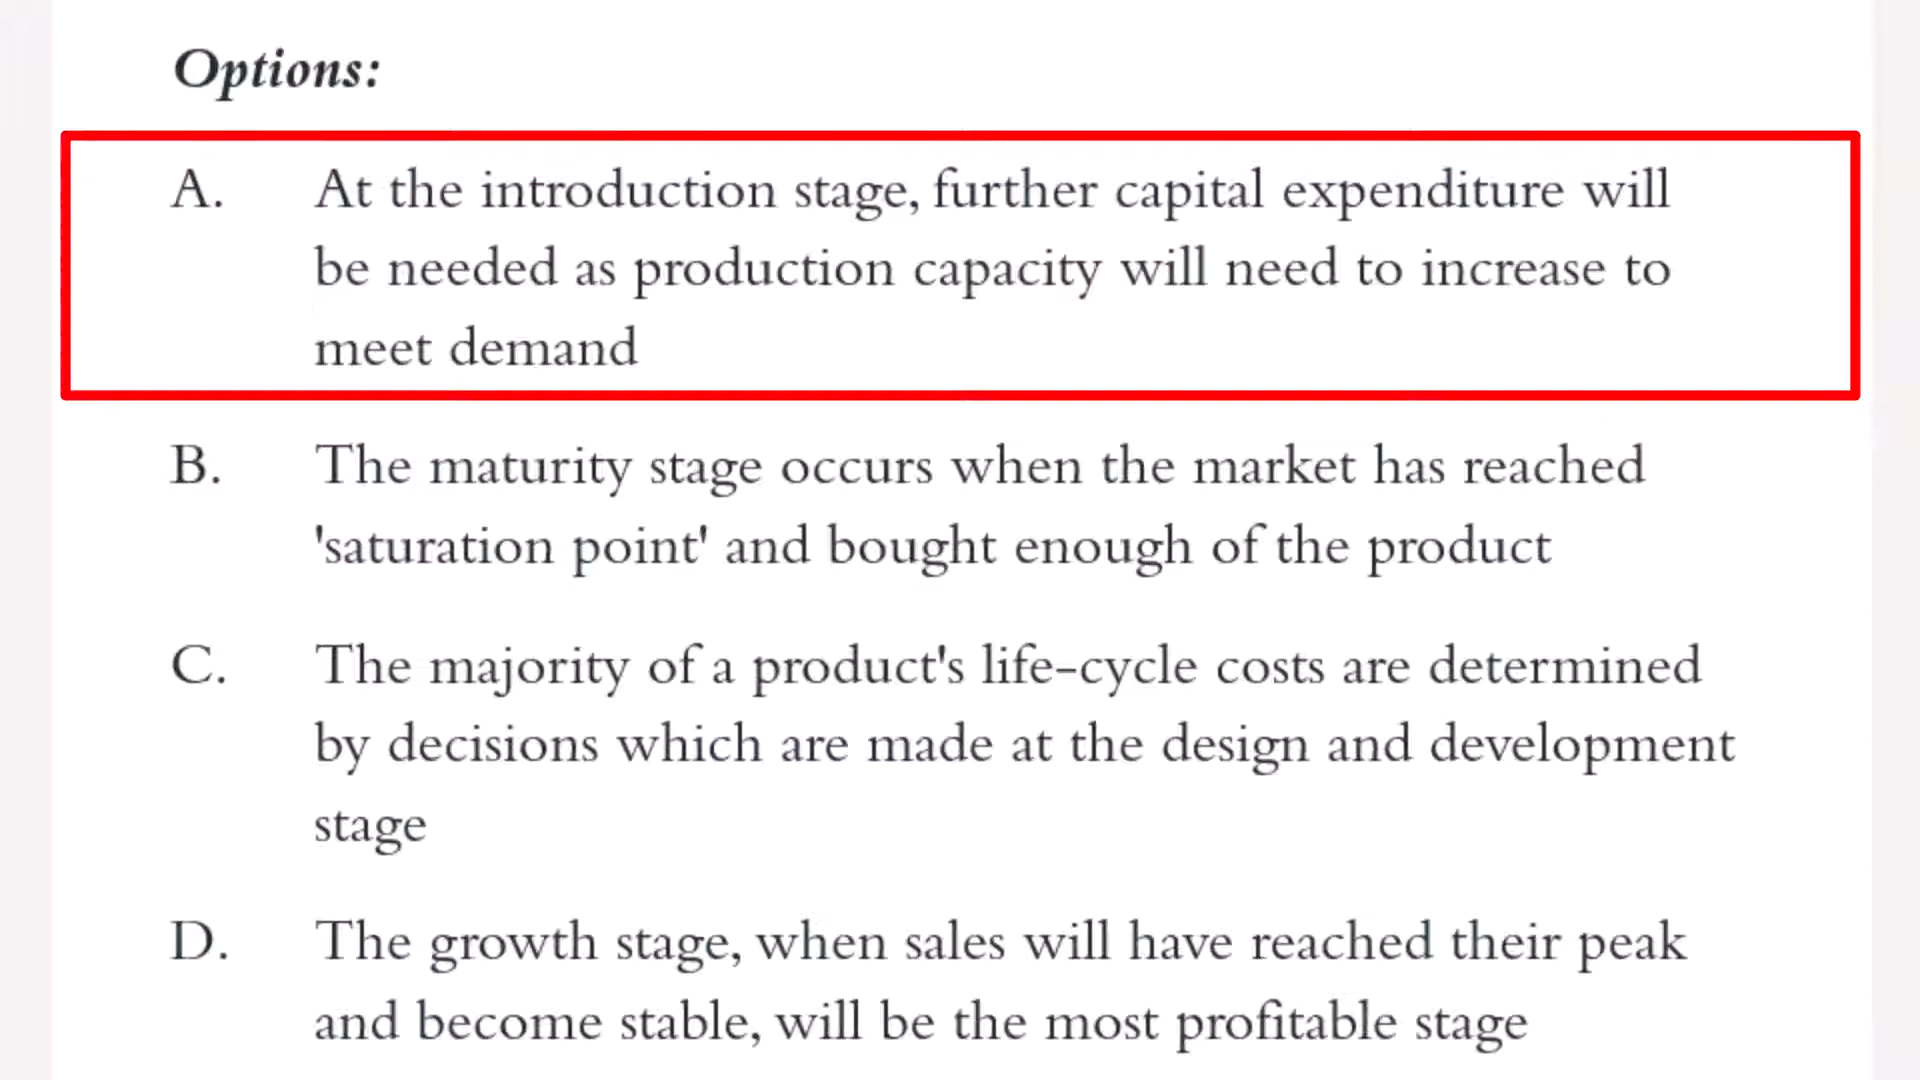 Options:
A. At the introduction stage, further capital expenditure will
be needed as production capacity will need to increase to
meet demand
B. The maturity stage occurs when the market has reached
'saturation point' and bought enough of the product
C. The majority of a product's life-cycle costs are determined
by decisions which are made at the design and development
stage
D. The growth stage, when sales will have reached their peak
and become stable, will be the most profitable stage